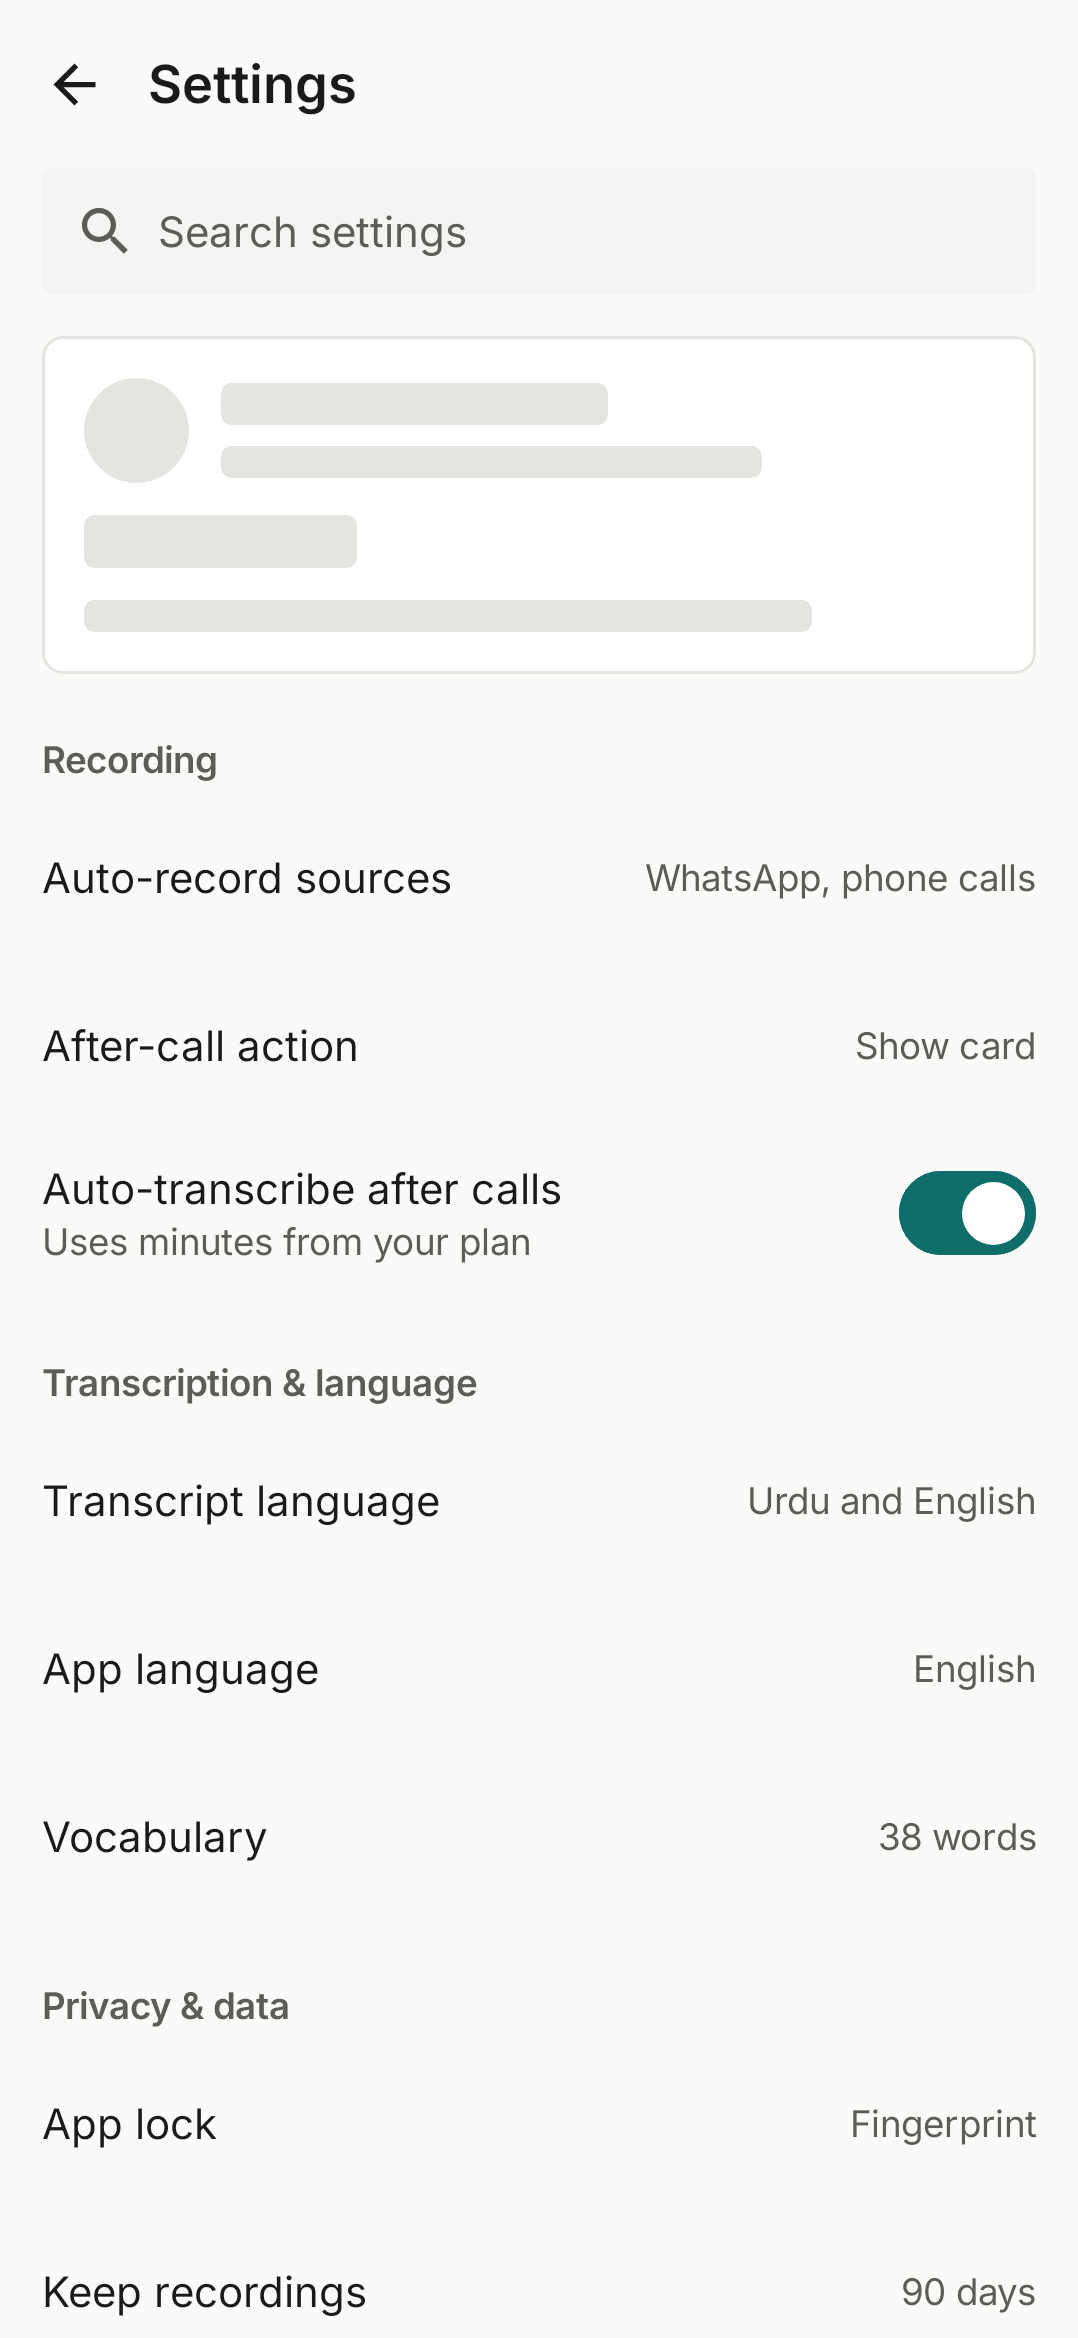 Settings
Search settings
Recording
Auto-record sources WhatsApp, phone calls
After-call action Show card
Auto-transcribe after calls
Uses minutes from your plan
Transcription & language
Transcript language Urdu and English
App language English
Vocabulary 38 words
Privacy & data
App lock Fingerprint
Keep recordings 90 days